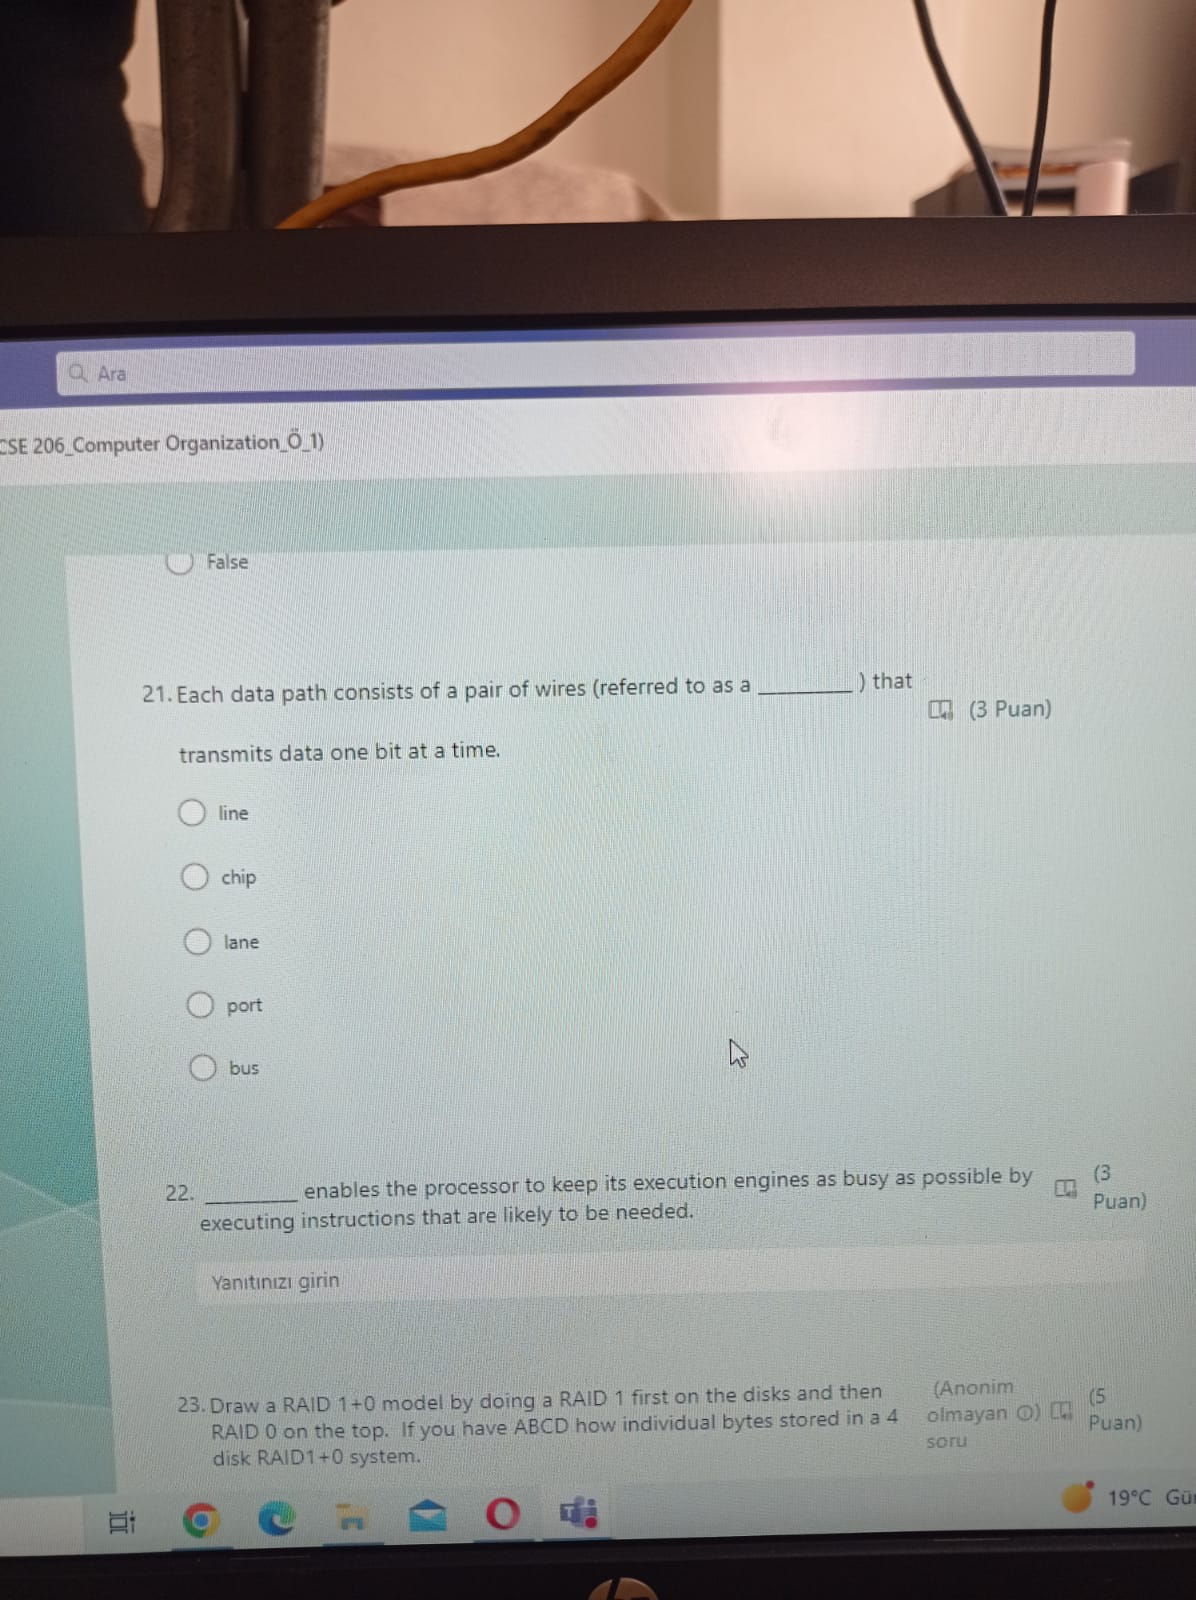 Ara
CSE 206_Computer Organization_Ö_1)
False
21. Each data path consists of a pair of wires (referred to as a ________) that
(3 Puan)
transmits data one bit at a time.
line
chip
lane
port
bus
22. ________ enables the processor to keep its execution engines as busy as possible by
executing instructions that are likely to be needed.
(3
Puan)
Yanıtınızı girin
23. Draw a RAID 1+0 model by doing a RAID 1 first on the disks and then
RAID 0 on the top. If you have ABCD how individual bytes stored in a 4
disk RAID1+0 system.
(Anonim
olmayan ⓘ)
soru
(5
Puan)
19°C
hp